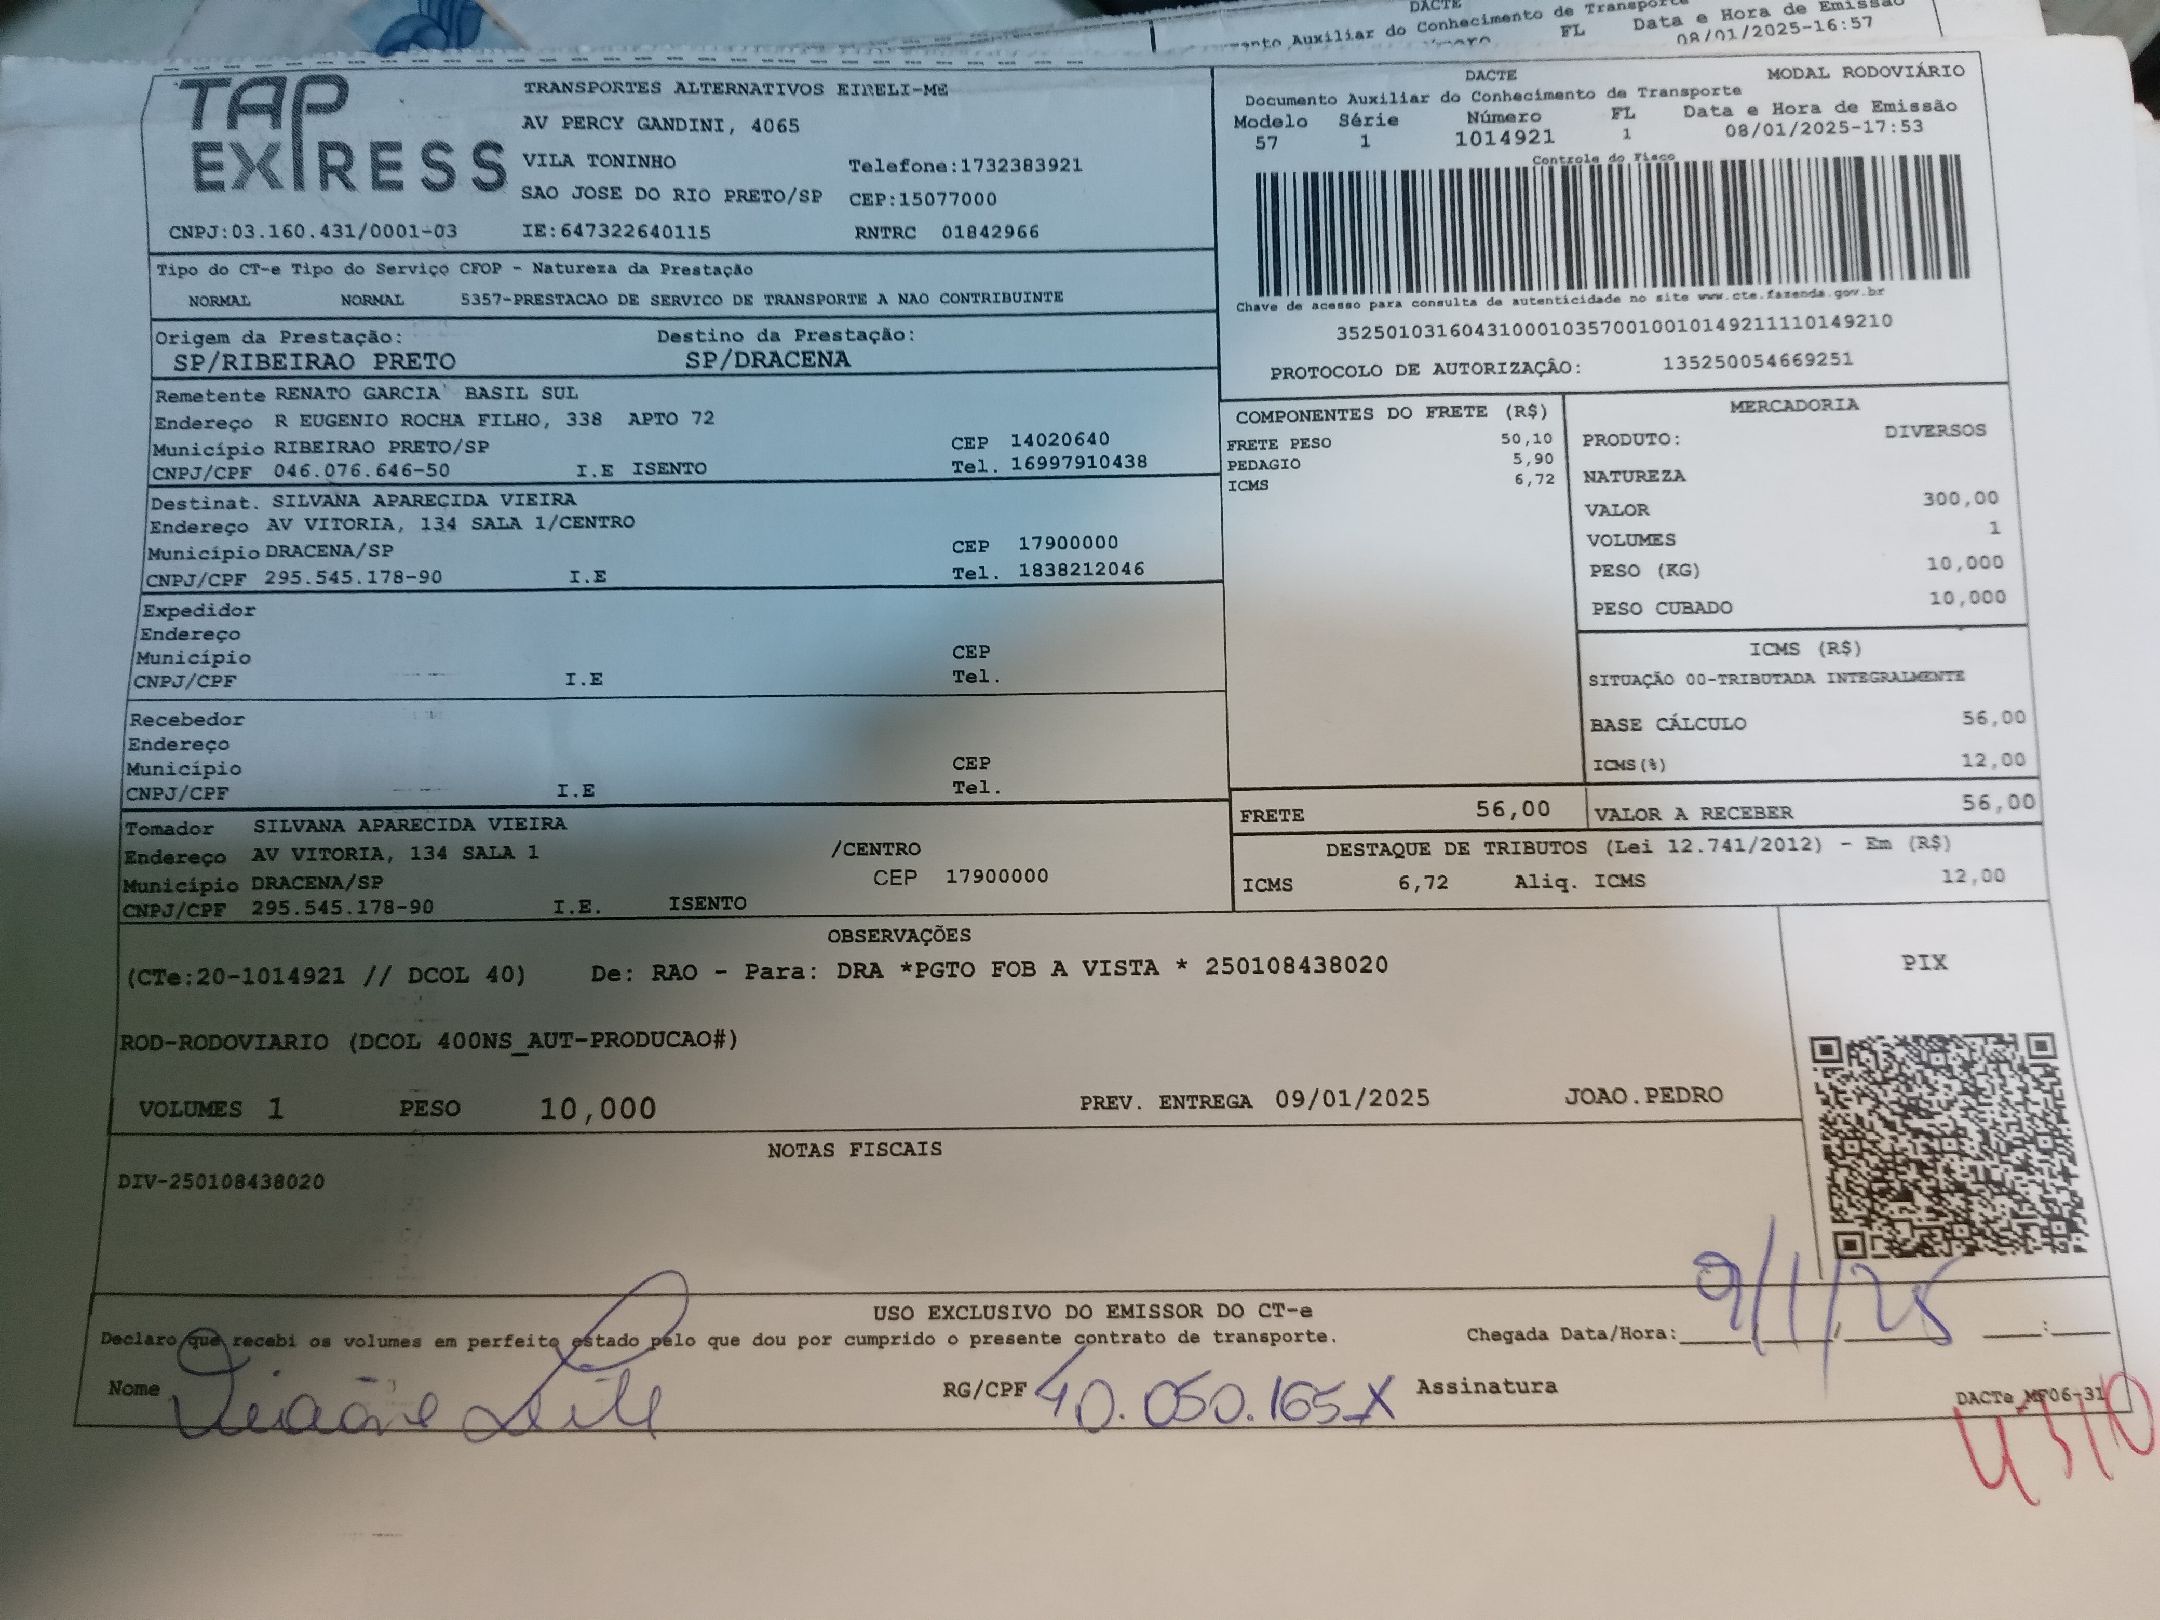 DACTE
Auxiliar do Conhecimento de Transporte
FL Data e Hora de Emissão
08/01/2025-16:57
TAP EXPRESS
TRANSPORTES ALTERNATIVOS EIRELI-ME
AV PERCY GANDINI, 4065
VILA TONINHO Telefone:1732383921
SAO JOSE DO RIO PRETO/SP CEP:15077000
CNPJ:03.160.431/0001-03 IE:647322640115 RNTRC 01842966
DACTE MODAL RODOVIÁRIO
Documento Auxiliar do Conhecimento de Transporte
Modelo Série Número FL Data e Hora de Emissão
57 1 1014921 1 08/01/2025-17:53
Controle do Fisco
Chave de acesso para consulta de autenticidade no site www.cte.fazenda.gov.br
35250103160431000103570010010149211110149210
PROTOCOLO DE AUTORIZAÇÂO: 135250054669251
Tipo do CT-e Tipo do Serviço CFOP - Natureza da Prestação
NORMAL NORMAL 5357-PRESTACAO DE SERVICO DE TRANSPORTE A NAO CONTRIBUINTE
Origem da Prestação: Destino da Prestação:
SP/RIBEIRAO PRETO SP/DRACENA
Remetente RENATO GARCIA BASIL SUL
Endereço R EUGENIO ROCHA FILHO, 338 APTO 72
Município RIBEIRAO PRETO/SP CEP 14020640
CNPJ/CPF 046.076.646-50 I.E ISENTO Tel. 16997910438
Destinat. SILVANA APARECIDA VIEIRA
Endereço AV VITORIA, 134 SALA 1/CENTRO
Município DRACENA/SP CEP 17900000
CNPJ/CPF 295.545.178-90 I.E Tel. 1838212046
Expedidor
Endereço
Município CEP
CNPJ/CPF I.E Tel.
Recebedor
Endereço
Município CEP
CNPJ/CPF I.E Tel.
Tomador SILVANA APARECIDA VIEIRA
Endereço AV VITORIA, 134 SALA 1 /CENTRO
Município DRACENA/SP CEP 17900000
CNPJ/CPF 295.545.178-90 I.E. ISENTO
COMPONENTES DO FRETE (R$)
FRETE PESO 50,10
PEDAGIO 5,90
ICMS 6,72
MERCADORIA
PRODUTO: DIVERSOS
NATUREZA
VALOR 300,00
VOLUMES 1
PESO (KG) 10,000
PESO CUBADO 10,000
ICMS (R$)
SITUAÇÃO 00-TRIBUTADA INTEGRALMENTE
BASE CÁLCULO 56,00
ICMS(%) 12,00
FRETE 56,00 VALOR A RECEBER 56,00
DESTAQUE DE TRIBUTOS (Lei 12.741/2012) - Em (R$)
ICMS 6,72 Aliq. ICMS 12,00
OBSERVAÇÕES
(CTe:20-1014921 // DCOL 40) De: RAO - Para: DRA *PGTO FOB A VISTA * 250108438020
PIX
ROD-RODOVIARIO (DCOL 400NS_AUT-PRODUCAO#)
VOLUMES 1 PESO 10,000 PREV. ENTREGA 09/01/2025 JOAO.PEDRO
NOTAS FISCAIS
DIV-250108438020
USO EXCLUSIVO DO EMISSOR DO CT-e
Declaro que recebi os volumes em perfeito estado pelo que dou por cumprido o presente contrato de transporte. Chegada Data/Hora: 9/1/25
Nome RG/CPF 40.050.165-X Assinatura
DACTe_MF06-31